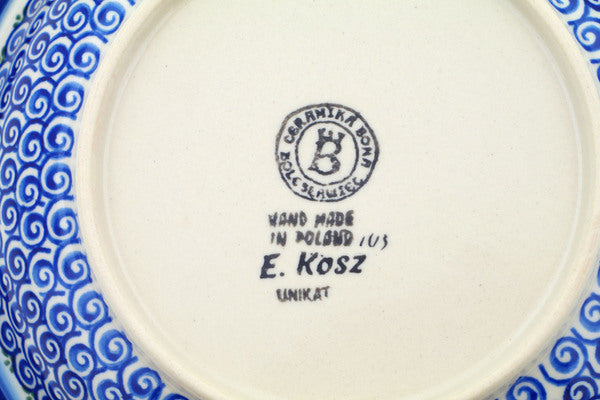 CERAMIKA BONA
BOLESŁAWIEC
B
HAND MADE
IN POLAND 103
E. KOSZ
UNIKAT